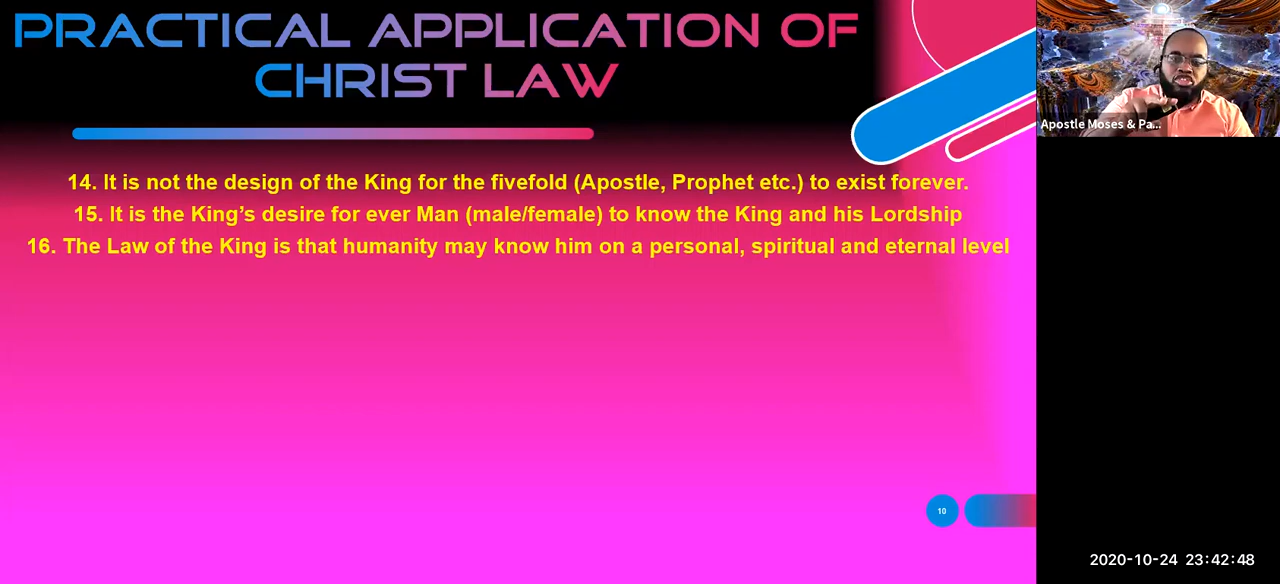 PRACTICAL APPLICATION OF
CHRIST LAW
14. It is not the design of the King for the fivefold (Apostle, Prophet etc.) to exist forever.
15. It is the King’s desire for ever Man (male/female) to know the King and his Lordship
16. The Law of the King is that humanity may know him on a personal, spiritual and eternal level
10
Apostle Moses & Pa...
2020-10-24 23:42:48